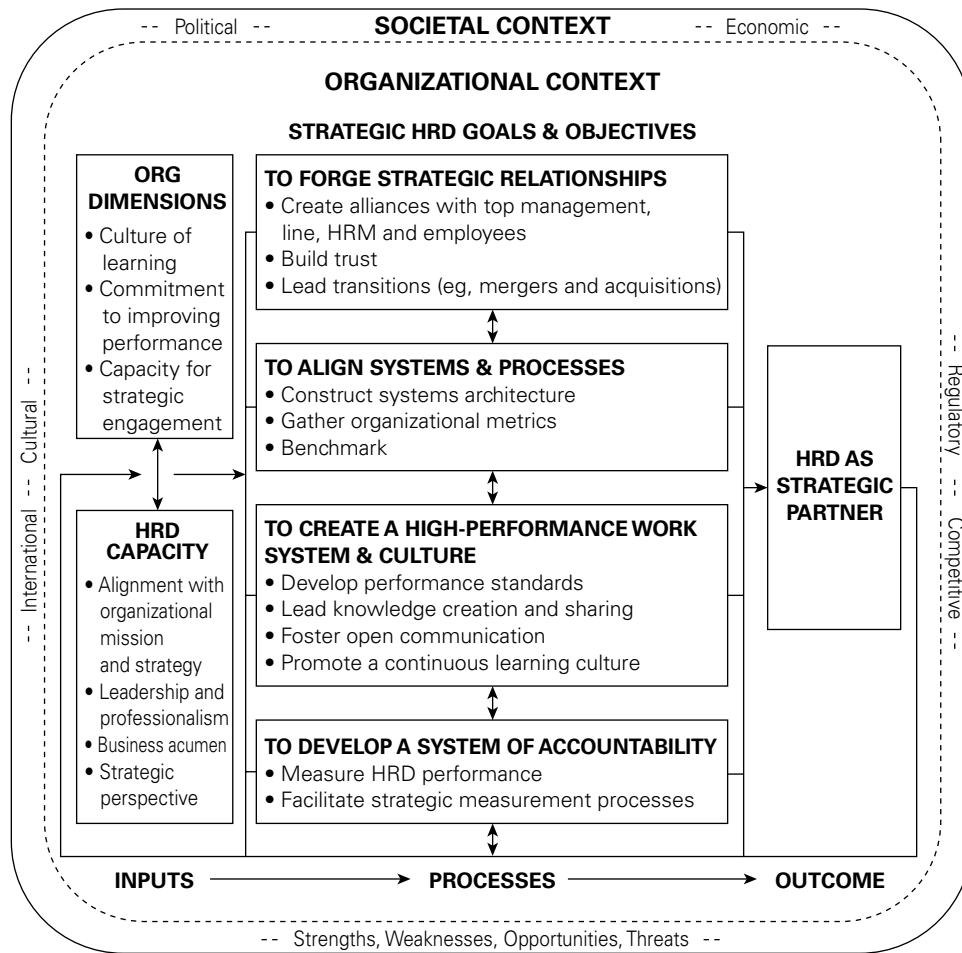 -- Political -- SOCIETAL CONTEXT -- Economic --
ORGANIZATIONAL CONTEXT
STRATEGIC HRD GOALS & OBJECTIVES
ORG
DIMENSIONS
• Culture of
learning
• Commitment
to improving
performance
• Capacity for
strategic
engagement
HRD
CAPACITY
• Alignment with
organizational
mission
and strategy
• Leadership and
professionalism
• Business acumen
• Strategic
perspective
TO FORGE STRATEGIC RELATIONSHIPS
• Create alliances with top management,
line, HRM and employees
• Build trust
• Lead transitions (eg, mergers and acquisitions)
TO ALIGN SYSTEMS & PROCESSES
• Construct systems architecture
• Gather organizational metrics
• Benchmark
TO CREATE A HIGH-PERFORMANCE WORK
SYSTEM & CULTURE
• Develop performance standards
• Lead knowledge creation and sharing
• Foster open communication
• Promote a continuous learning culture
TO DEVELOP A SYSTEM OF ACCOUNTABILITY
• Measure HRD performance
• Facilitate strategic measurement processes
HRD AS
STRATEGIC
PARTNER
INPUTS PROCESSES OUTCOME
-- International -- Cultural --
-- Regulatory -- Competitive --
-- Strengths, Weaknesses, Opportunities, Threats --